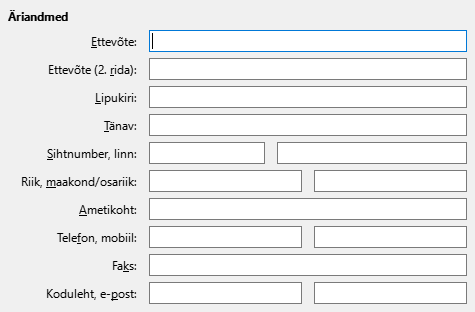 Äriandmed
Ettevõte:
Ettevõte (2. rida):
Lipukiri:
Tänav:
Sihtnumber, linn:
Riik, maakond/osariik:
Ametikoht:
Telefon, mobiil:
Faks:
Koduleht, e-post: